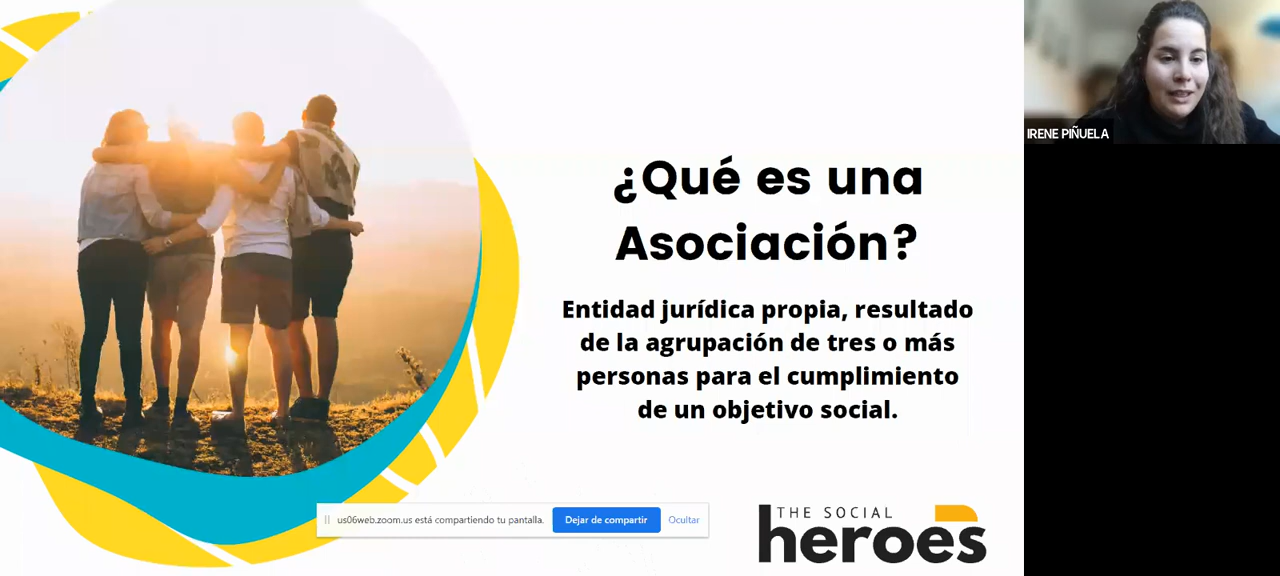 ¿Qué es una
Asociación?
Entidad jurídica propia, resultado
de la agrupación de tres o más
personas para el cumplimiento
de un objetivo social.
us06web.zoom.us está compartiendo tu pantalla.
Dejar de compartir
Ocultar
THE SOCIAL
heroes
IRENE PIÑUELA